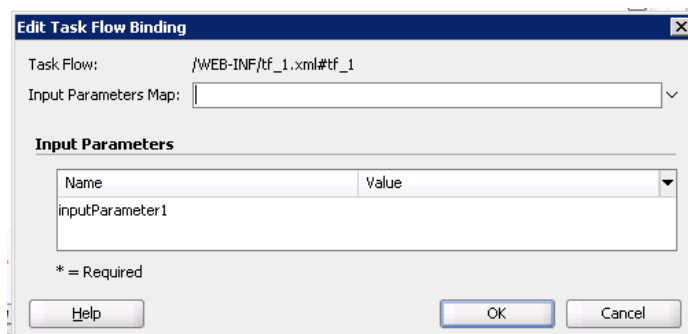 Edit Task Flow Binding
Task Flow: /WEB-INF/tf_1.xml#tf_1
Input Parameters Map:
Input Parameters
Name Value
inputParameter1
* = Required
Help OK Cancel